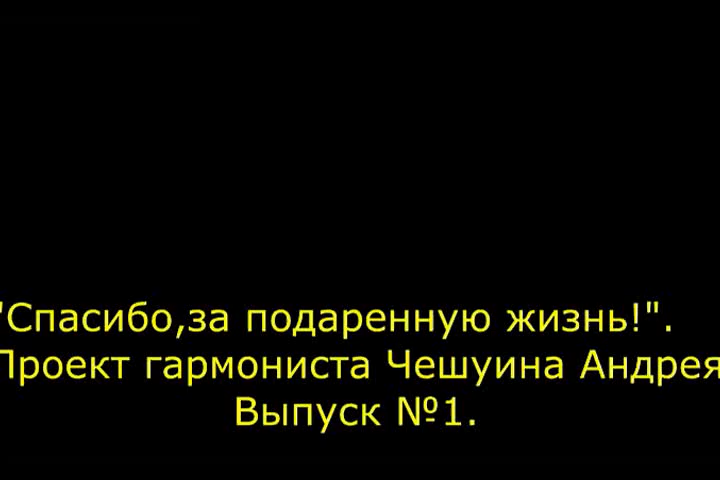 "Спасибо,за подаренную жизнь!".
Проект гармониста Чешуина Андрея
Выпуск №1.